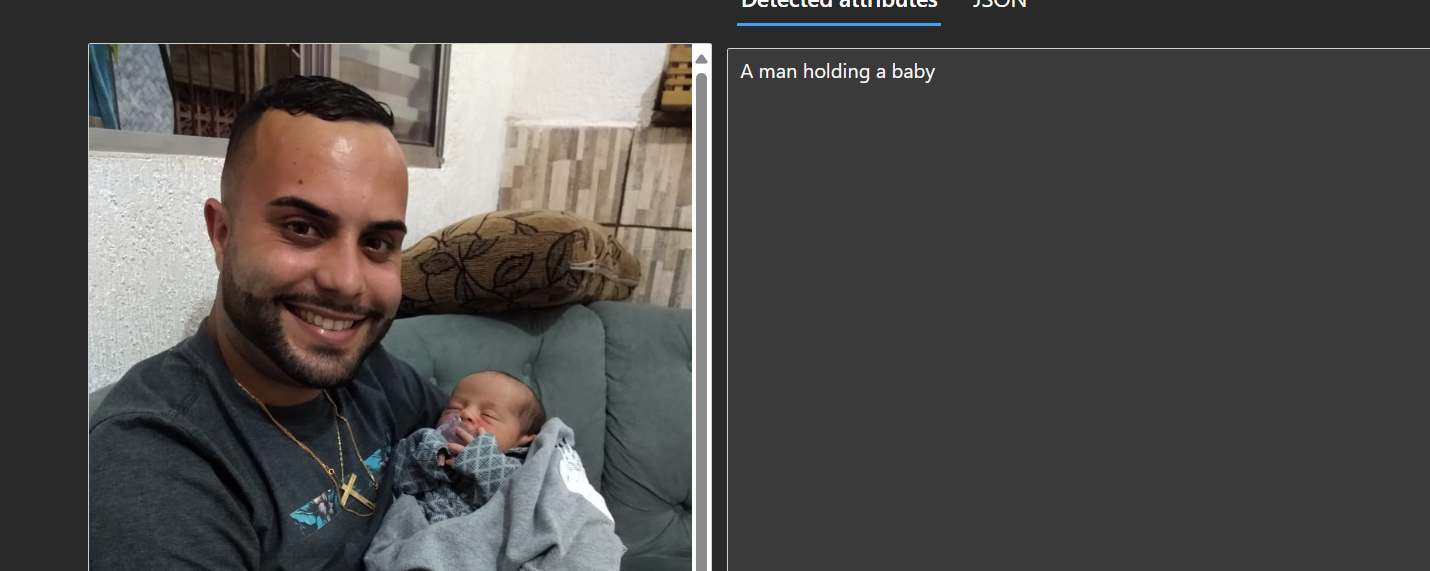 Detected attributes
JSON
A man holding a baby